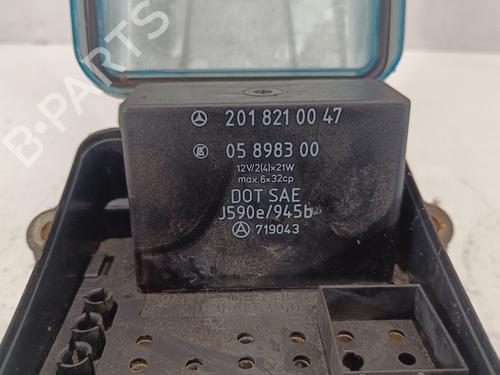 B-PARTS
201 821 00 47
05 8983 00
12V/2(4)×21W
max.6×32cp
DOT SAE
J590e/945b
A 719043